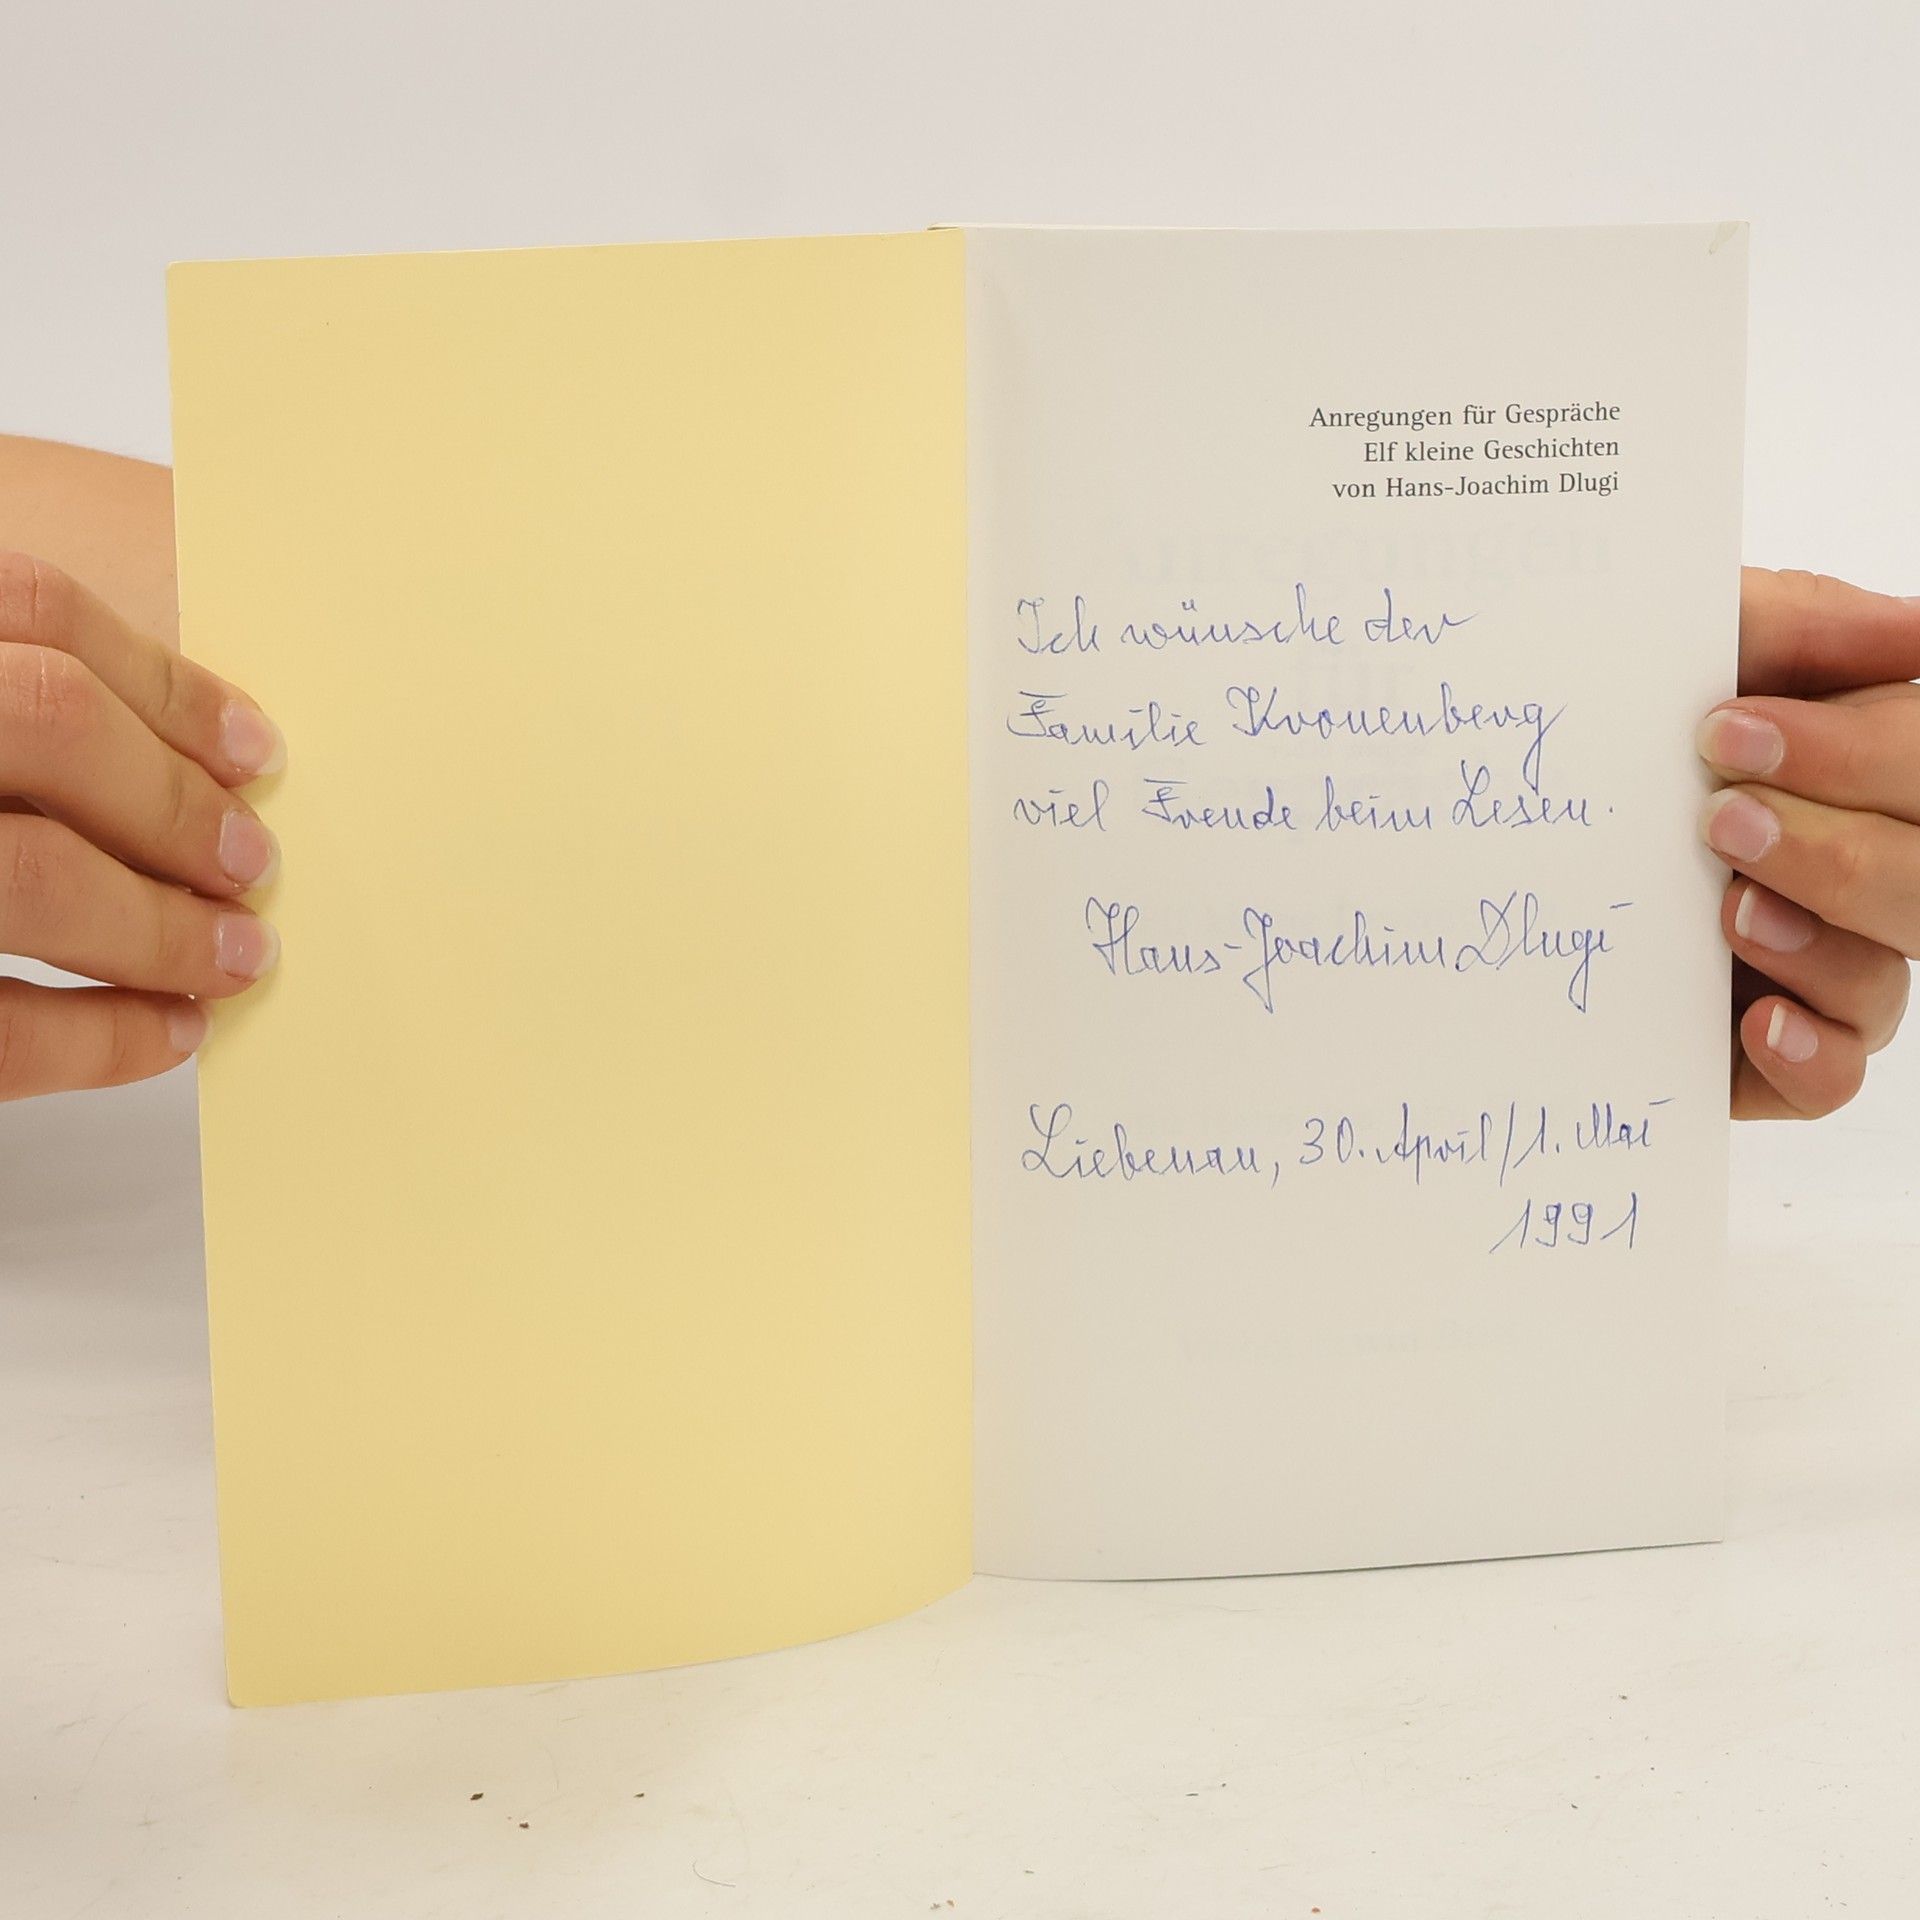 Anregungen für Gespräche
Elf kleine Geschichten
von Hans-Joachim Dlugi
Ich wünsche der
Familie Kronenberg
viel Freude beim Lesen.
Hans-Joachim Dlugi
Liebenau, 30. April/1. Mai
1991